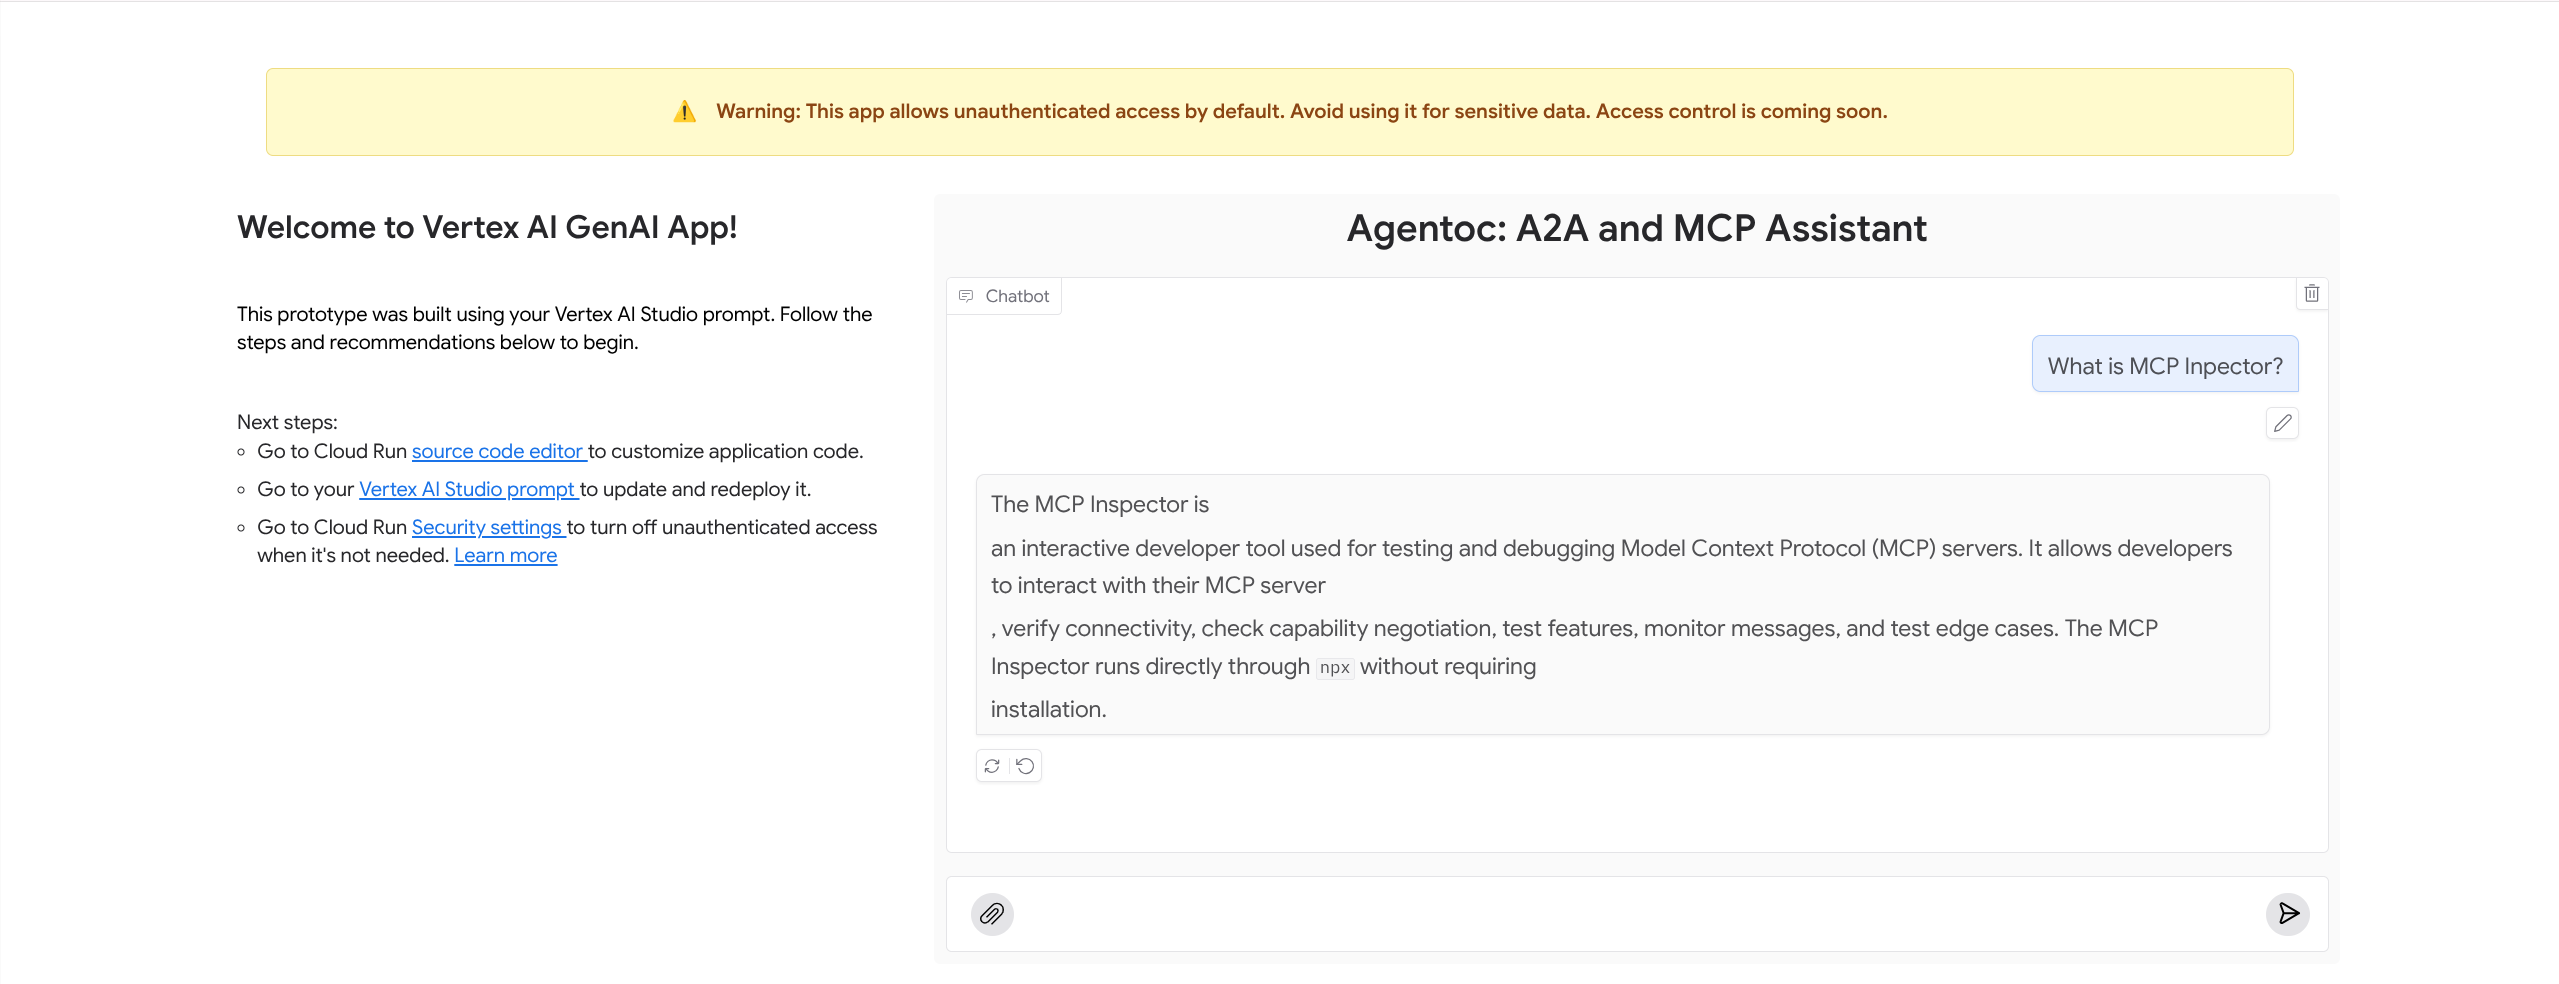 Warning: This app allows unauthenticated access by default. Avoid using it for sensitive data. Access control is coming soon.
Welcome to Vertex AI GenAI App!
This prototype was built using your Vertex AI Studio prompt. Follow the
steps and recommendations below to begin.
Next steps:
Go to Cloud Run source code editor to customize application code.
Go to your Vertex AI Studio prompt to update and redeploy it.
Go to Cloud Run Security settings to turn off unauthenticated access
when it's not needed. Learn more
Agentoc: A2A and MCP Assistant
Chatbot
What is MCP Inpector?
The MCP Inspector is
an interactive developer tool used for testing and debugging Model Context Protocol (MCP) servers. It allows developers
to interact with their MCP server
, verify connectivity, check capability negotiation, test features, monitor messages, and test edge cases. The MCP
Inspector runs directly through npx without requiring
installation.